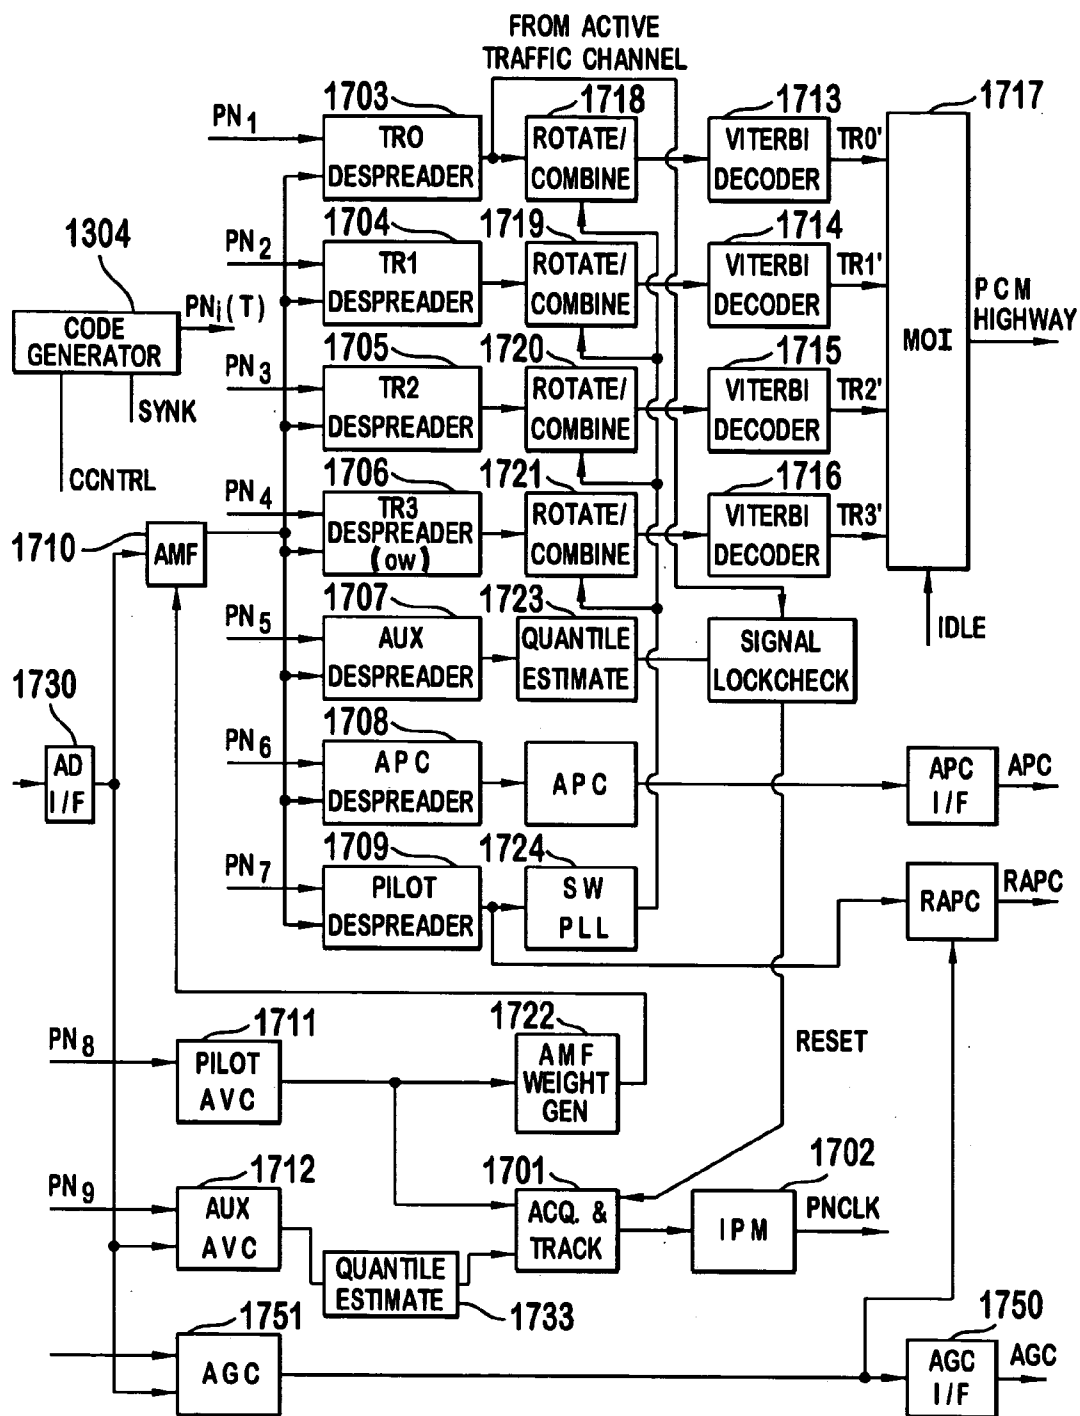 FROM ACTIVE
TRAFFIC CHANNEL
1703
1718
1713
1717
PN1
TRO
DESPREADER
ROTATE/
COMBINE
VITERBI
DECODER
TR0'
1304
1704
1719
1714
PN2
TR1
DESPREADER
ROTATE/
COMBINE
VITERBI
DECODER
TR1'
PNi(T)
CODE
GENERATOR
PCM
HIGHWAY
MOI
1705
1720
1715
PN3
TR2
DESPREADER
ROTATE/
COMBINE
VITERBI
DECODER
TR2'
SYNK
CCNTRL
1706
1721
1716
PN4
TR3
DESPREADER
(OW)
ROTATE/
COMBINE
VITERBI
DECODER
TR3'
1710
AMF
1707
1723
PN5
AUX
DESPREADER
QUANTILE
ESTIMATE
SIGNAL
LOCKCHECK
IDLE
1730
AD
I/F
1708
PN6
APC
DESPREADER
APC
APC
I/F
APC
1709
1724
PN7
PILOT
DESPREADER
SW
PLL
RAPC
RAPC
1711
1722
PN8
PILOT
AVC
AMF
WEIGHT
GEN
RESET
1712
1701
1702
PN9
AUX
AVC
ACQ. &
TRACK
IPM
PNCLK
QUANTILE
ESTIMATE
1733
1751
1750
AGC
AGC
I/F
AGC